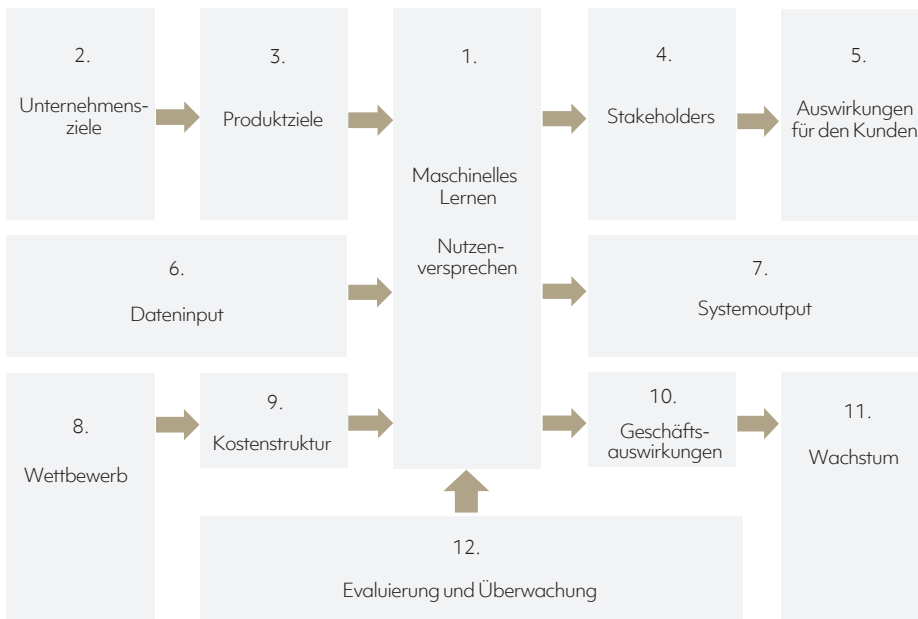 2.
Unternehmens-
ziele
3.
Produktziele
1.
Maschinelles
Lernen
Nutzen-
versprechen
4.
Stakeholders
5.
Auswirkungen
für den Kunden
6.
Dateninput
7.
Systemoutput
8.
Wettbewerb
9.
Kostenstruktur
10.
Geschäfts-
auswirkungen
11.
Wachstum
12.
Evaluierung und Überwachung